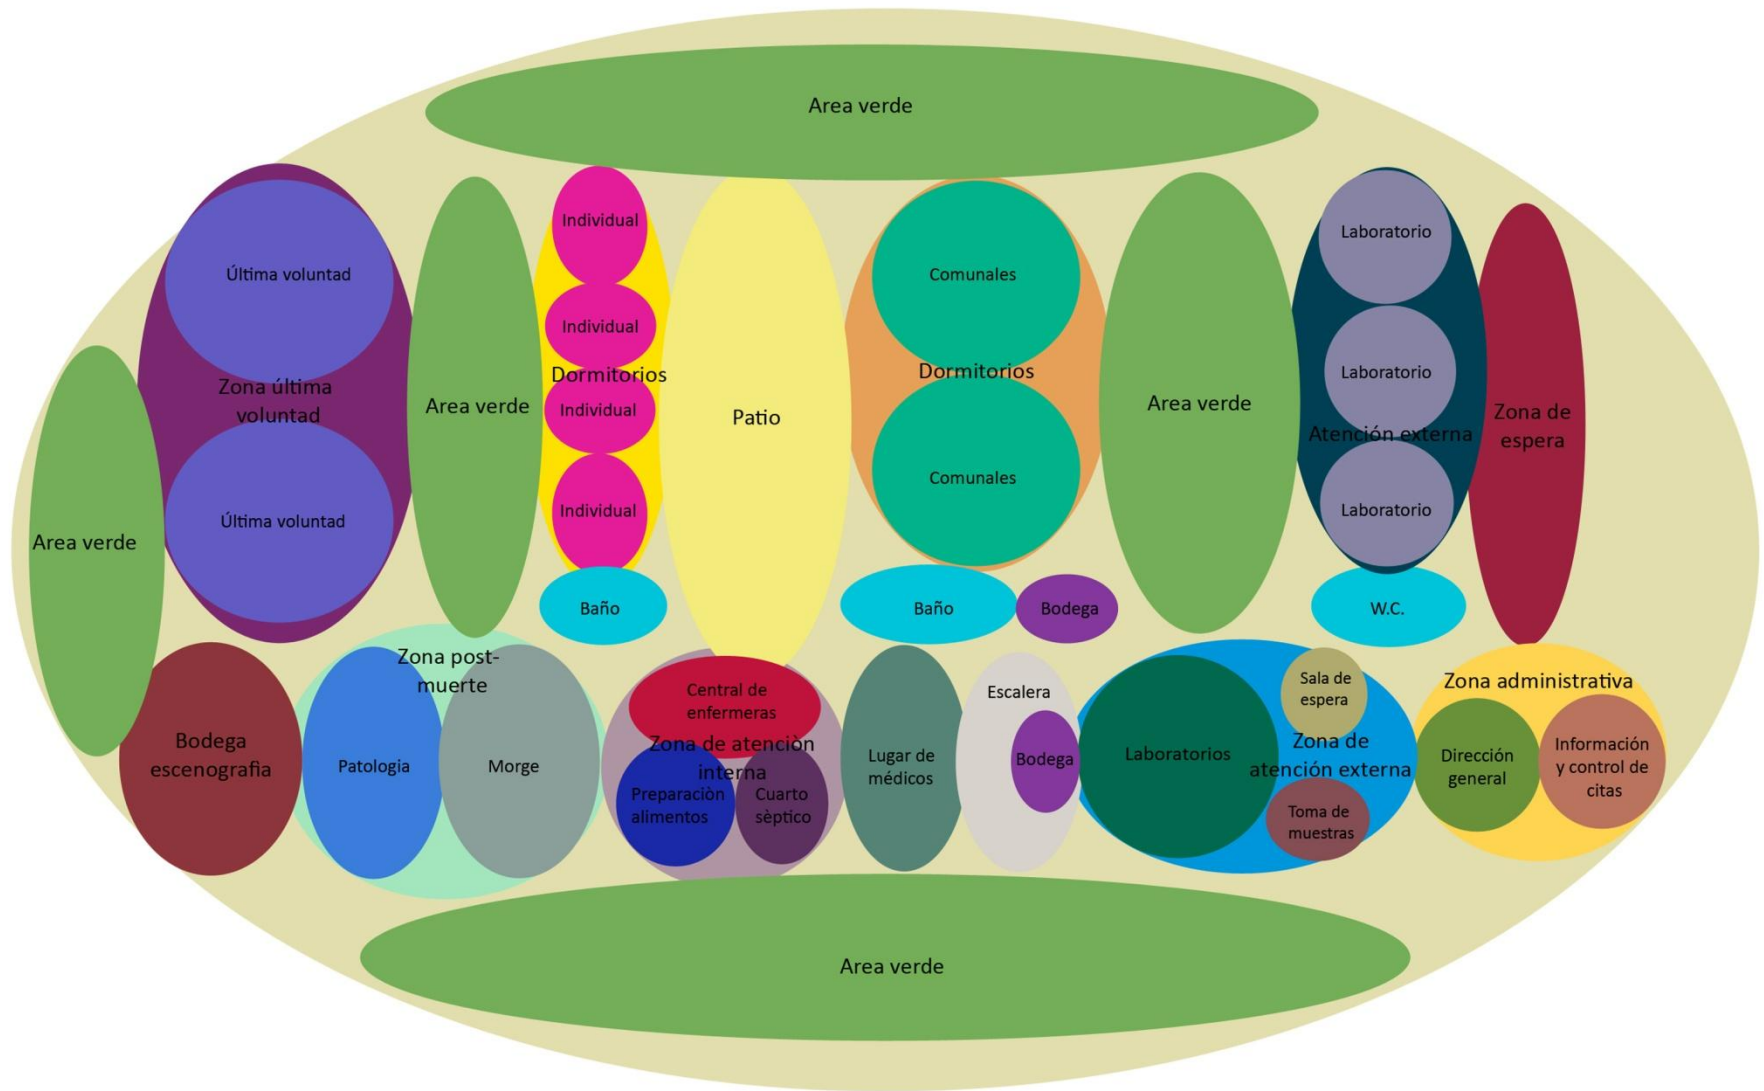 Area verde
Última voluntad
Zona última
voluntad
Última voluntad
Area verde
Area verde
Individual
Individual
Dormitorios
Individual
Individual
Baño
Patio
Comunales
Dormitorios
Comunales
Baño
Bodega
Area verde
Laboratorio
Laboratorio
Atención externa
Laboratorio
W.C.
Zona de
espera
Bodega
escenografia
Zona post-
muerte
Patologia
Morge
Central de
enfermeras
Zona de atenciòn
interna
Preparaciòn
alimentos
Cuarto
sèptico
Lugar de
médicos
Escalera
Bodega
Laboratorios
Sala de
espera
Zona de
atención externa
Toma de
muestras
Zona administrativa
Dirección
general
Información
y control de
citas
Area verde